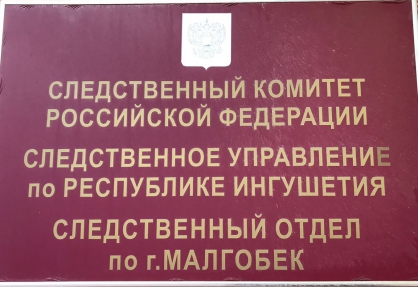 СЛЕДСТВЕННЫЙ КОМИТЕТ
РОССИЙСКОЙ ФЕДЕРАЦИИ
СЛЕДСТВЕННОЕ УПРАВЛЕНИЕ
по РЕСПУБЛИКЕ ИНГУШЕТИЯ
СЛЕДСТВЕННЫЙ ОТДЕЛ
по г.МАЛГОБЕК